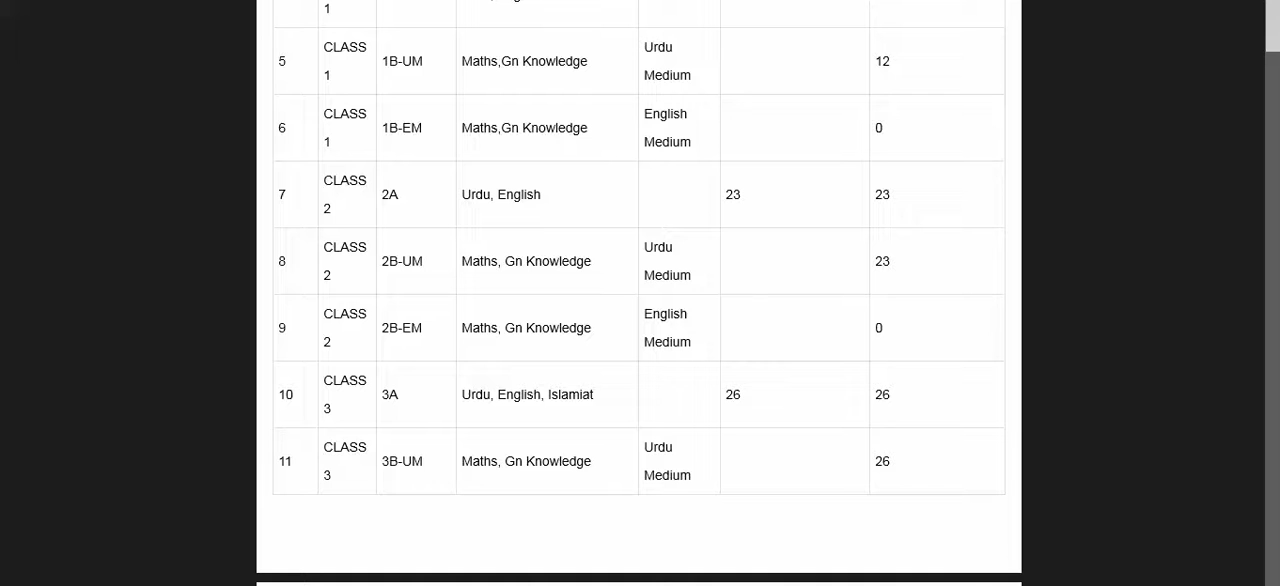 1
5 CLASS 1 1B-UM Maths,Gn Knowledge Urdu Medium 12
6 CLASS 1 1B-EM Maths,Gn Knowledge English Medium 0
7 CLASS 2 2A Urdu, English 23 23
8 CLASS 2 2B-UM Maths, Gn Knowledge Urdu Medium 23
9 CLASS 2 2B-EM Maths, Gn Knowledge English Medium 0
10 CLASS 3 3A Urdu, English, Islamiat 26 26
11 CLASS 3 3B-UM Maths, Gn Knowledge Urdu Medium 26